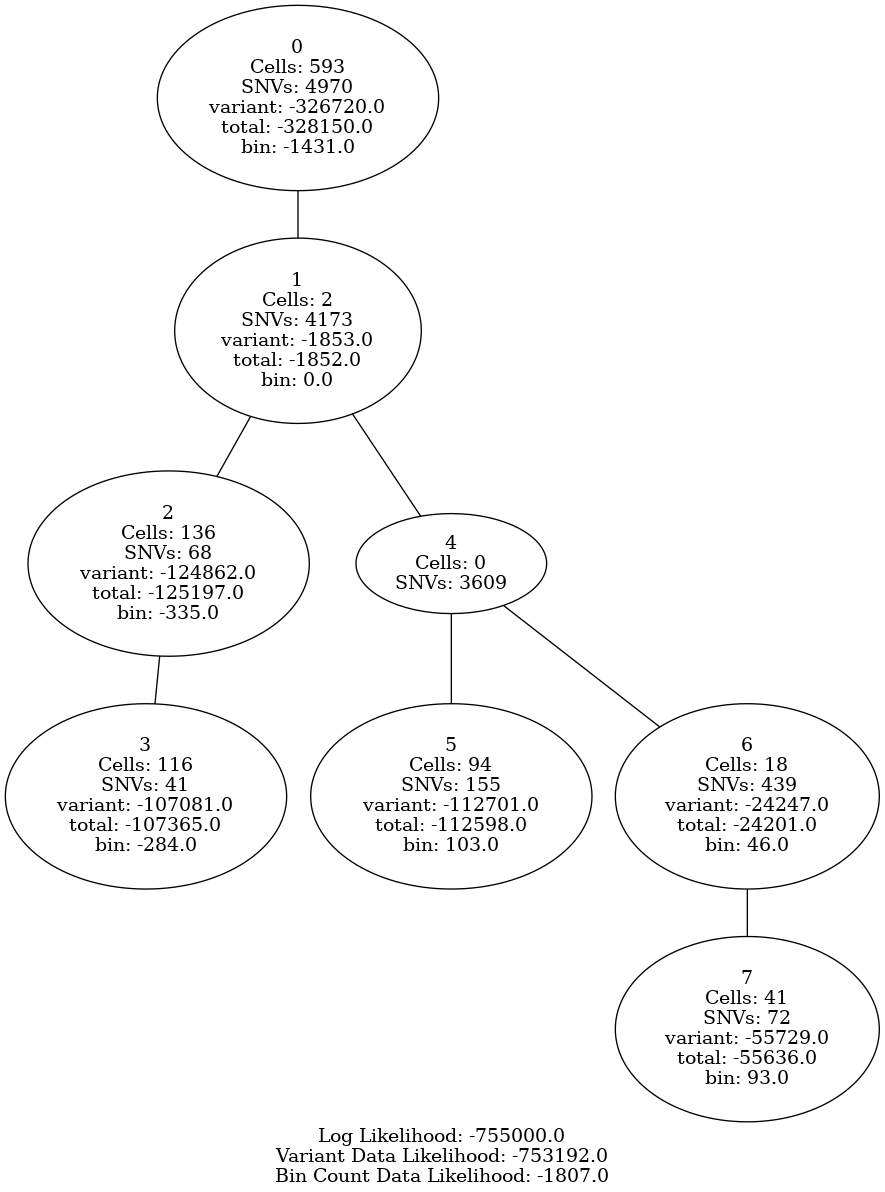 0
Cells: 593
SNVs: 4970
variant: -326720.0
total: -328150.0
bin: -1431.0
1
Cells: 2
SNVs: 4173
variant: -1853.0
total: -1852.0
bin: 0.0
2
Cells: 136
SNVs: 68
variant: -124862.0
total: -125197.0
bin: -335.0
4
Cells: 0
SNVs: 3609
3
Cells: 116
SNVs: 41
variant: -107081.0
total: -107365.0
bin: -284.0
5
Cells: 94
SNVs: 155
variant: -112701.0
total: -112598.0
bin: 103.0
6
Cells: 18
SNVs: 439
variant: -24247.0
total: -24201.0
bin: 46.0
7
Cells: 41
SNVs: 72
variant: -55729.0
total: -55636.0
bin: 93.0
Log Likelihood: -755000.0
Variant Data Likelihood: -753192.0
Bin Count Data Likelihood: -1807.0